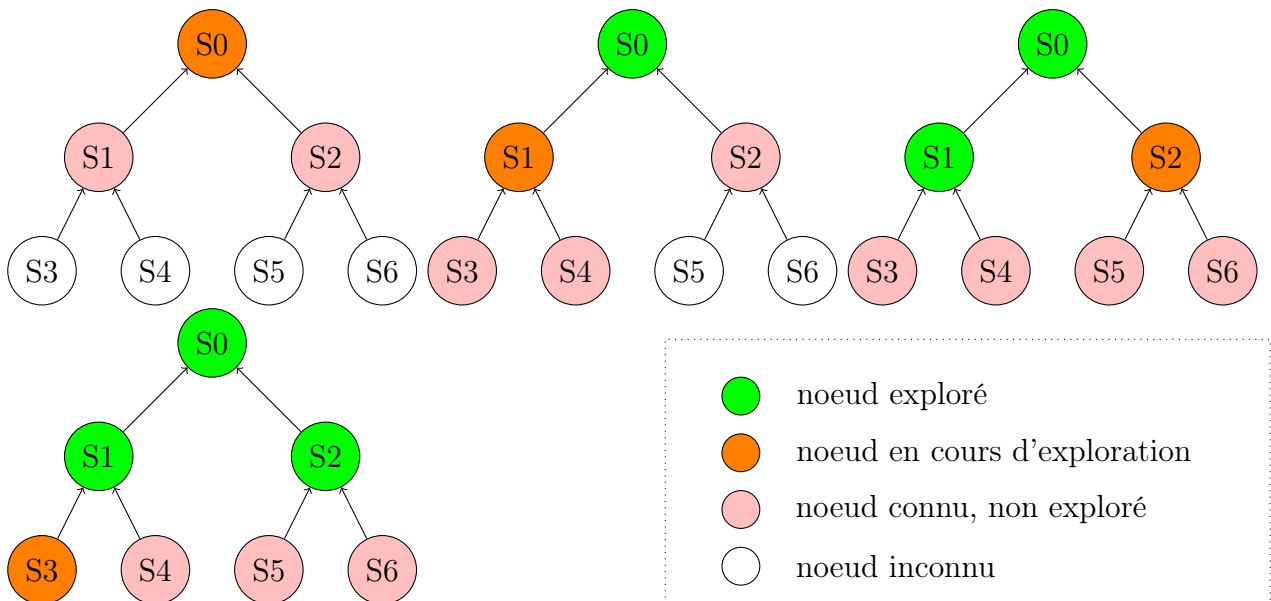 S0 S0 S0
S1 S2 S1 S2 S1 S2
S3 S4 S5 S6 S3 S4 S5 S6 S3 S4 S5 S6
S0
S1 S2
S3 S4 S5 S6
noeud exploré
noeud en cours d'exploration
noeud connu, non exploré
noeud inconnu